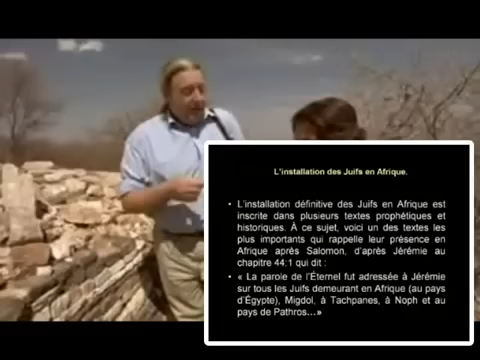 L'installation des Juifs en Afrique.
• L'installation définitive des Juifs en Afrique est
inscrite dans plusieurs textes prophétiques et
historiques. À ce sujet, voici un des textes les
plus importants qui rappelle leur présence en
Afrique après Salomon, d'après Jérémie au
chapitre 44:1 qui dit :
• « La parole de l'Éternel fut adressée à Jérémie
sur tous les Juifs demeurant en Afrique (au pays
d'Égypte), Migdol, à Tachpanes, à Noph et au
pays de Pathros…»